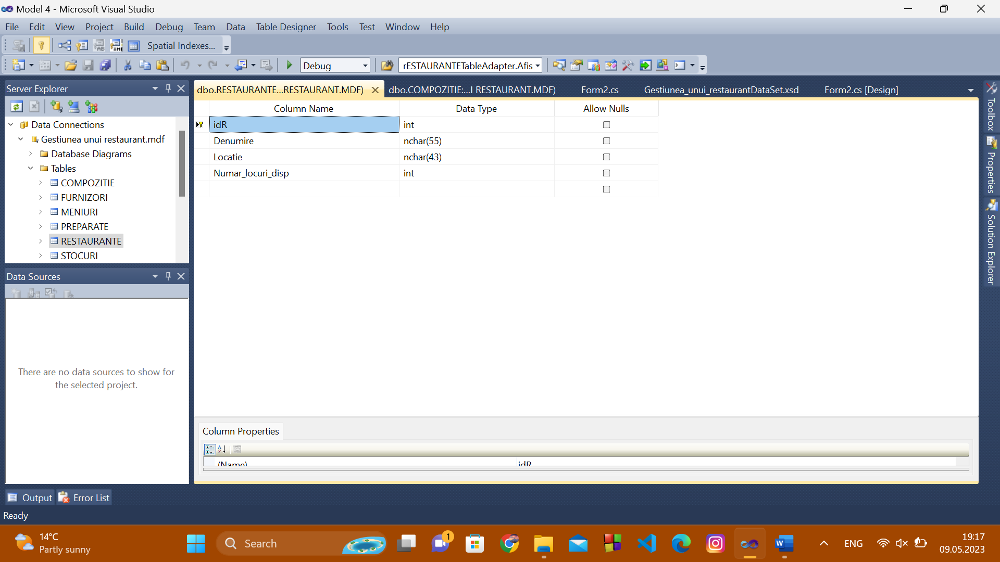 Model 4 - Microsoft Visual Studio
File Edit View Project Build Debug Team Data Table Designer Tools Test Window Help
Spatial Indexes...
Debug rESTAURANTETableAdapter.Afis
Server Explorer
dbo.RESTAURANTE...RESTAURANT.MDF) dbo.COMPOZITIE:...I RESTAURANT.MDF) Form2.cs Gestiunea_unui_restaurantDataSet.xsd Form2.cs [Design]
Column Name Data Type Allow Nulls
idR int
Denumire nchar(55)
Locatie nchar(43)
Numar_locuri_disp int
Data Connections
Gestiunea unui restaurant.mdf
Database Diagrams
Tables
COMPOZITIE
FURNIZORI
MENIURI
PREPARATE
RESTAURANTE
STOCURI
Data Sources
There are no data sources to show for
the selected project.
Toolbox
Properties
Solution Explorer
Column Properties
(Name) idR
Output Error List
Ready
14°C
Partly sunny
Search
1
ENG
19:17
09.05.2023